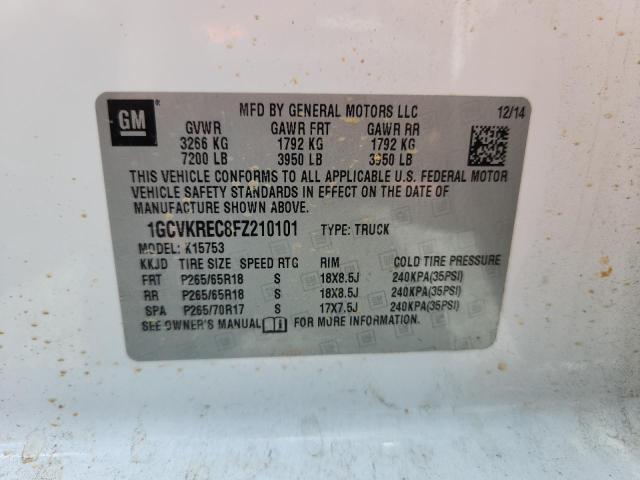 GM ® MFD BY GENERAL MOTORS LLC 12/14
GVWR GAWR FRT GAWR RR
3266 KG 1792 KG 1792 KG
7200 LB 3950 LB 3950 LB
THIS VEHICLE CONFORMS TO ALL APPLICABLE U.S. FEDERAL MOTOR
VEHICLE SAFETY STANDARDS IN EFFECT ON THE DATE OF
MANUFACTURE SHOWN ABOVE.
1GCVKREC8FZ210101 TYPE: TRUCK
MODEL: K15753
KKJD TIRE SIZE SPEED RTG RIM COLD TIRE PRESSURE
FRT P265/65R18 S 18X8.5J 240KPA(35PSI)
RR P265/65R18 S 18X8.5J 240KPA(35PSI)
SPA P265/70R17 S 17X7.5J 240KPA(35PSI)
SEE OWNER'S MANUAL FOR MORE INFORMATION.